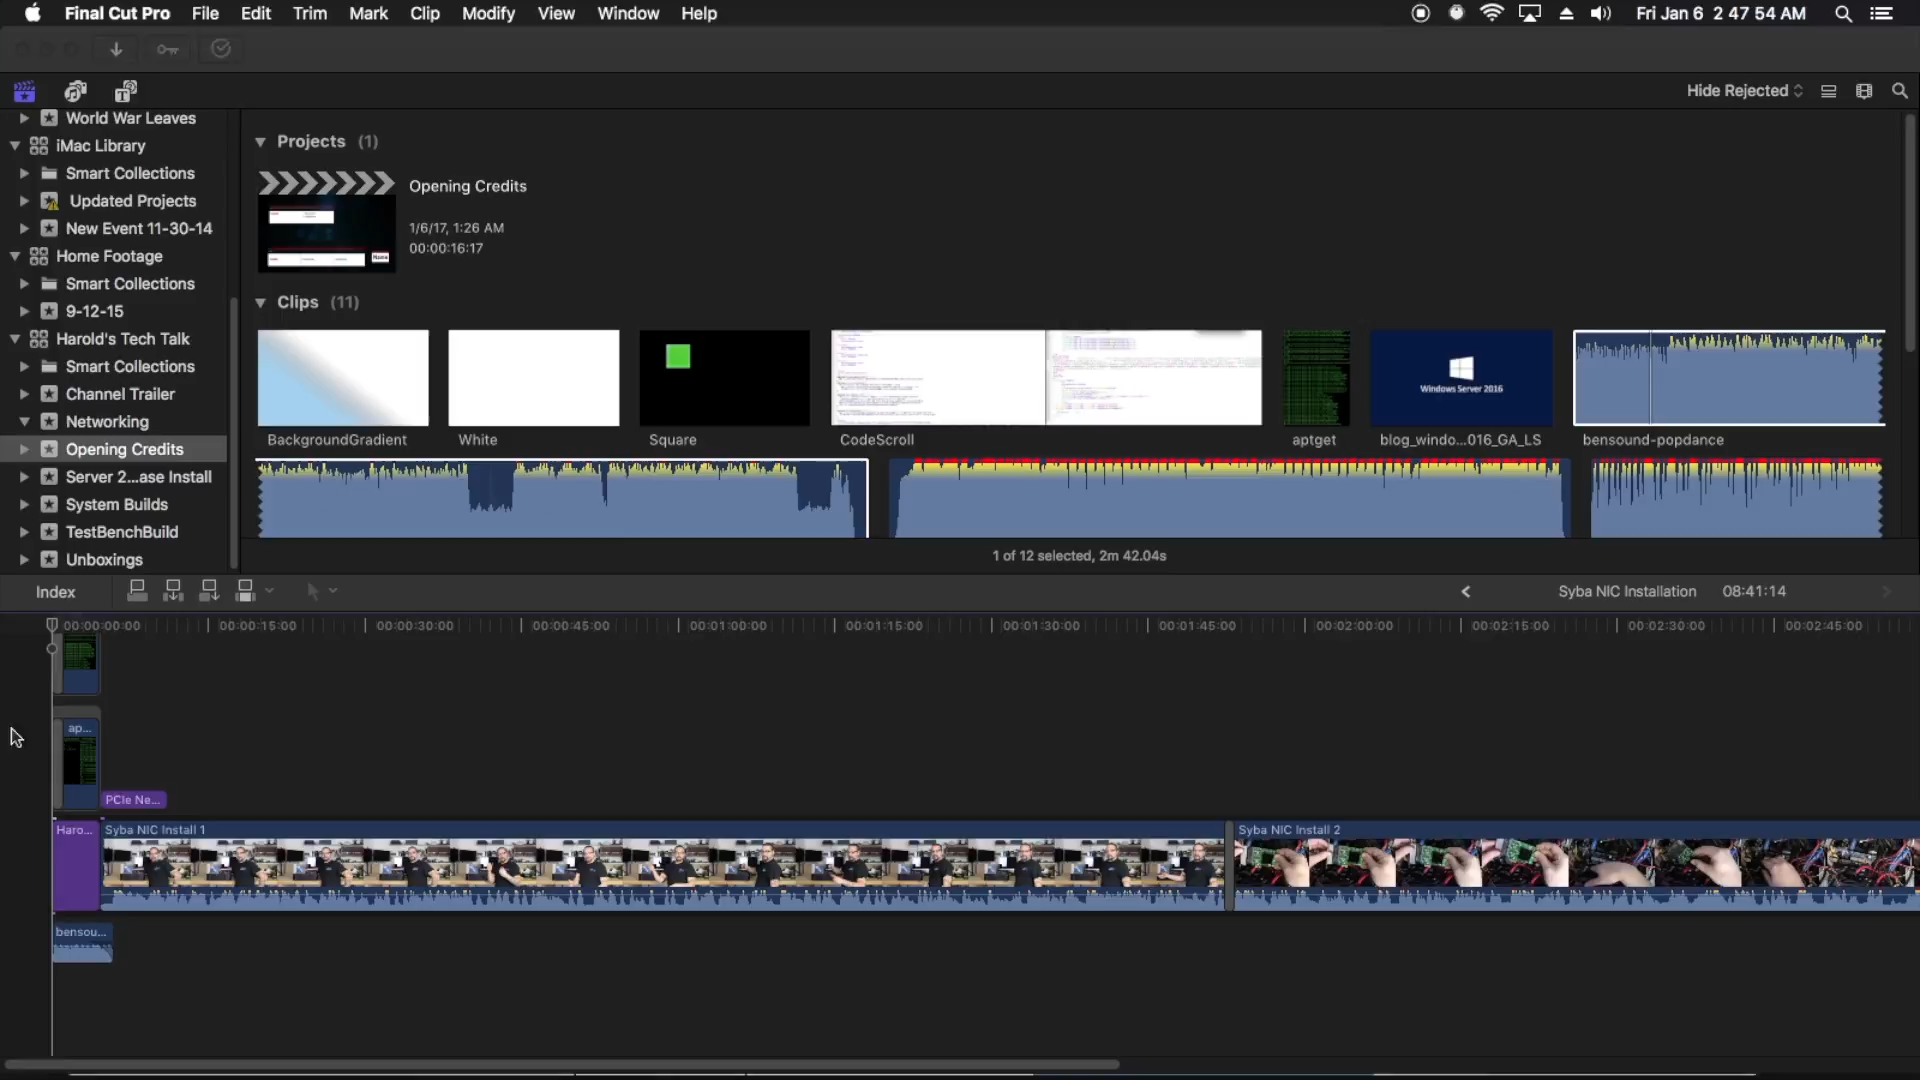 Final Cut Pro File Edit Trim Mark Clip Modify View Window Help Fri Jan 6 2 47 54 AM
Hide Rejected
World War Leaves
iMac Library
Smart Collections
Updated Projects
New Event 11-30-14
Home Footage
Smart Collections
9-12-15
Harold's Tech Talk
Smart Collections
Channel Trailer
Networking
Opening Credits
Server 2...ase Install
System Builds
TestBenchBuild
Unboxings
Projects (1)
Opening Credits
1/6/17, 1:26 AM
00:00:16:17
Clips (11)
Windows Server 2016
BackgroundGradient White Square CodeScroll aptget blog_windo...016_GA_LS bensound-popdance
1 of 12 selected, 2m 42.04s
Index Syba NIC Installation 08:41:14
00:00:00:00 00:00:15:00 00:00:30:00 00:00:45:00 00:01:00:00 00:01:15:00 00:01:30:00 00:01:45:00 00:02:00:00 00:02:15:00 00:02:30:00 00:02:45:00
ap...
PCIe Ne...
Haro... Syba NIC Install 1 Syba NIC Install 2
bensou...